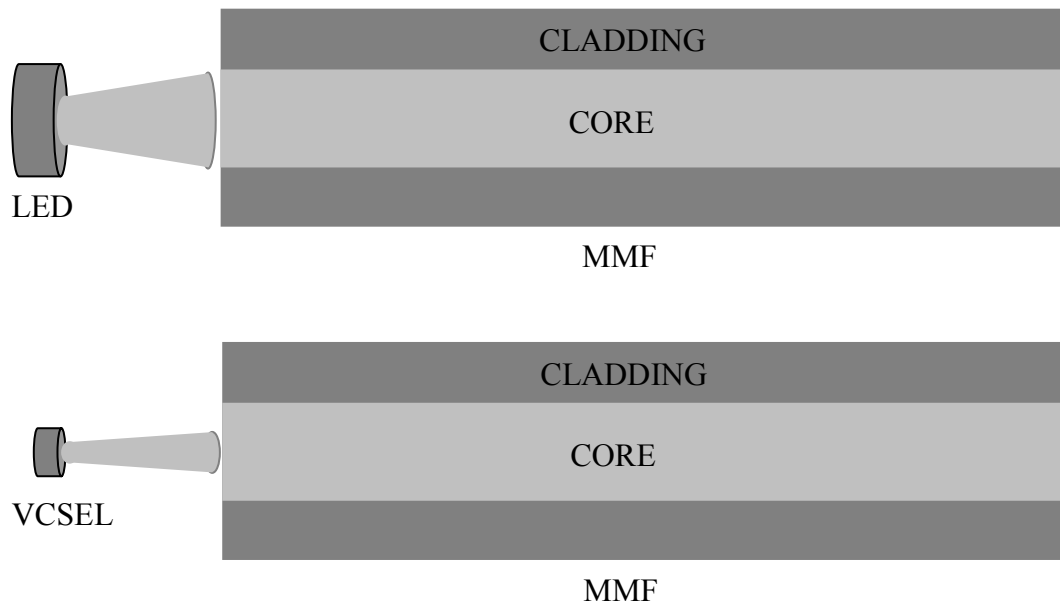 CLADDING
CORE
LED
MMF
CLADDING
CORE
VCSEL
MMF